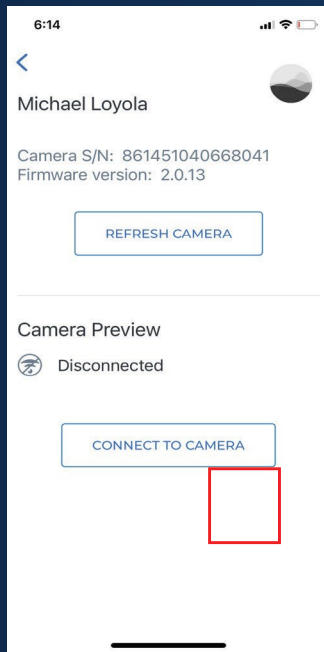 6:14
Michael Loyola
Camera S/N: 861451040668041
Firmware version: 2.0.13
REFRESH CAMERA
Camera Preview
Disconnected
CONNECT TO CAMERA